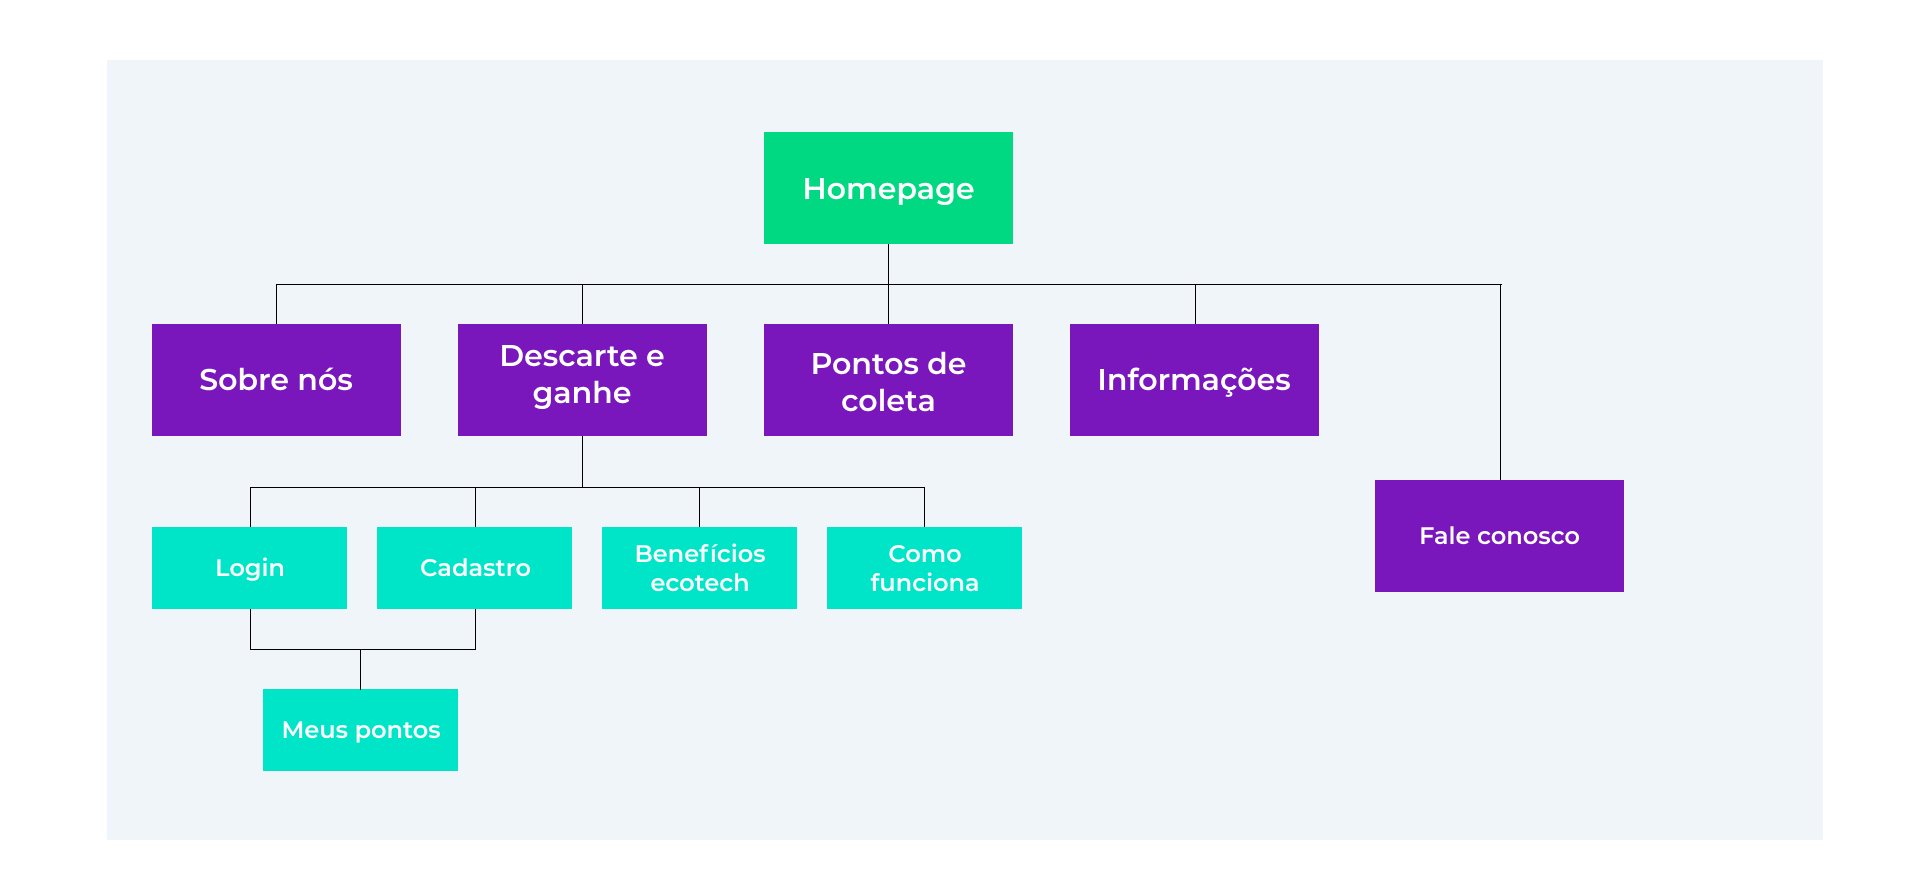 Homepage
Sobre nós
Descarte e
ganhe
Pontos de
coleta
Informações
Fale conosco
Login
Cadastro
Benefícios
ecotech
Como
funciona
Meus pontos